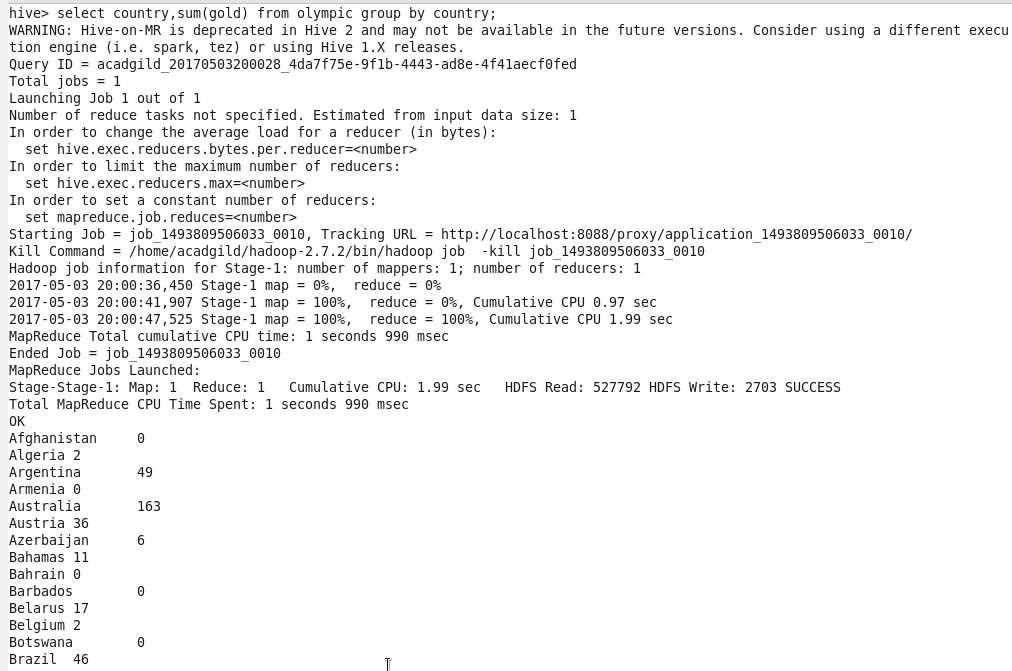 hive> select country,sum(gold) from olympic group by country;
WARNING: Hive-on-MR is deprecated in Hive 2 and may not be available in the future versions. Consider using a different execu
tion engine (i.e. spark, tez) or using Hive 1.X releases.
Query ID = acadgild_20170503200028_4da7f75e-9f1b-4443-ad8e-4f41aecf0fed
Total jobs = 1
Launching Job 1 out of 1
Number of reduce tasks not specified. Estimated from input data size: 1
In order to change the average load for a reducer (in bytes):
  set hive.exec.reducers.bytes.per.reducer=<number>
In order to limit the maximum number of reducers:
  set hive.exec.reducers.max=<number>
In order to set a constant number of reducers:
  set mapreduce.job.reduces=<number>
Starting Job = job_1493809506033_0010, Tracking URL = http://localhost:8088/proxy/application_1493809506033_0010/
Kill Command = /home/acadgild/hadoop-2.7.2/bin/hadoop job  -kill job_1493809506033_0010
Hadoop job information for Stage-1: number of mappers: 1; number of reducers: 1
2017-05-03 20:00:36,450 Stage-1 map = 0%,  reduce = 0%
2017-05-03 20:00:41,907 Stage-1 map = 100%,  reduce = 0%, Cumulative CPU 0.97 sec
2017-05-03 20:00:47,525 Stage-1 map = 100%,  reduce = 100%, Cumulative CPU 1.99 sec
MapReduce Total cumulative CPU time: 1 seconds 990 msec
Ended Job = job_1493809506033_0010
MapReduce Jobs Launched:
Stage-Stage-1: Map: 1  Reduce: 1   Cumulative CPU: 1.99 sec   HDFS Read: 527792 HDFS Write: 2703 SUCCESS
Total MapReduce CPU Time Spent: 1 seconds 990 msec
OK
Afghanistan     0
Algeria 2
Argentina       49
Armenia 0
Australia       163
Austria 36
Azerbaijan      6
Bahamas 11
Bahrain 0
Barbados        0
Belarus 17
Belgium 2
Botswana        0
Brazil  46